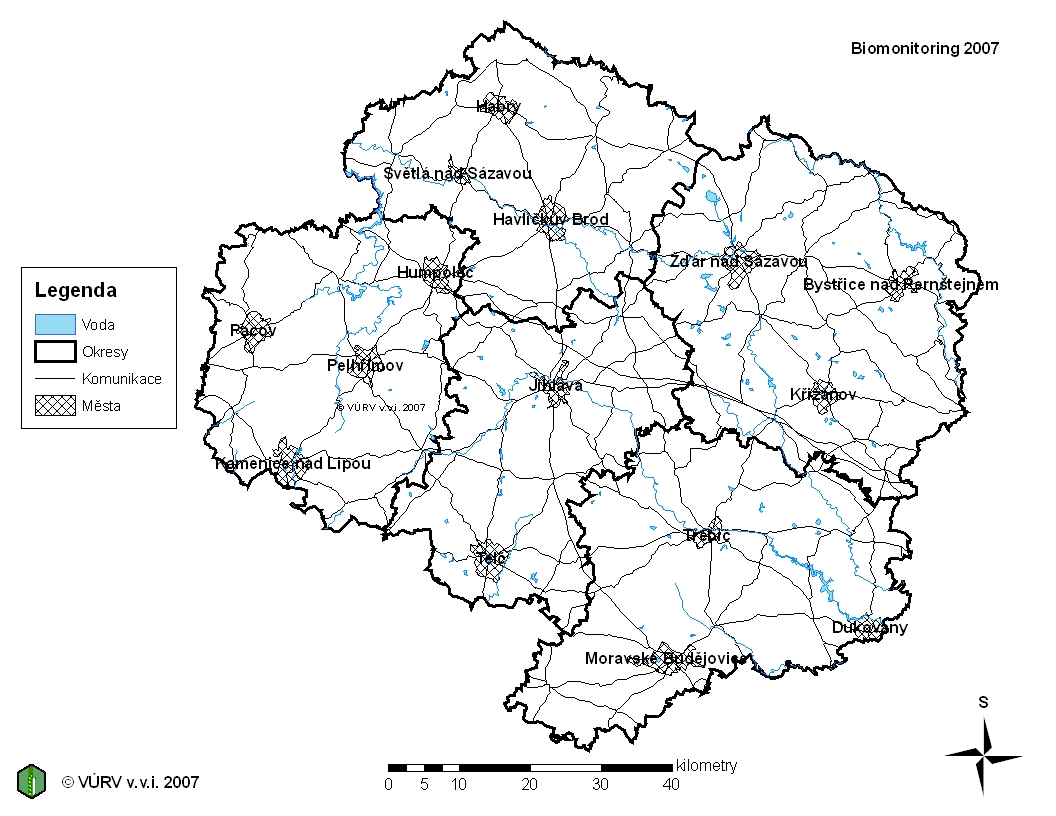 Biomonitoring 2007
Habry
Světlá nad Sázavou
Havlíčkův Brod
Žďár nad Sázavou
Humpolec
Bystřice nad Pernštejnem
Legenda
Voda
Okresy
Komunikace
Města
Pacov
Pelhřimov
Jihlava
Křižanov
© VÚRV v.v.i. 2007
Kamenice nad Lipou
Třebíč
Telč
Dukovany
Moravské Budějovice
S
kilometry
0 5 10 20 30 40
© VÚRV v.v.i. 2007